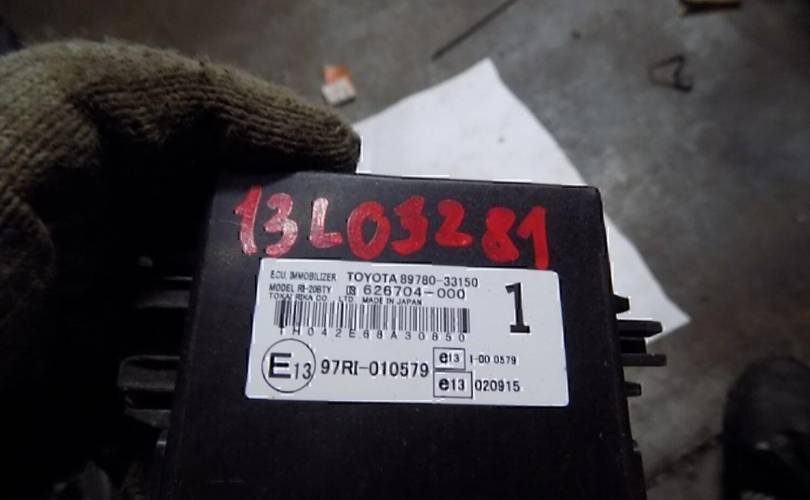 13L03281
ECU, IMMOBILIZER TOYOTA 89780-33150
MODEL RI-20BTY 626704-000
TOKAI RIKA CO., LTD. MADE IN JAPAN
1
1H042E68A30850
E13 97RI-010579
e13 I-00 0579
e13 020915